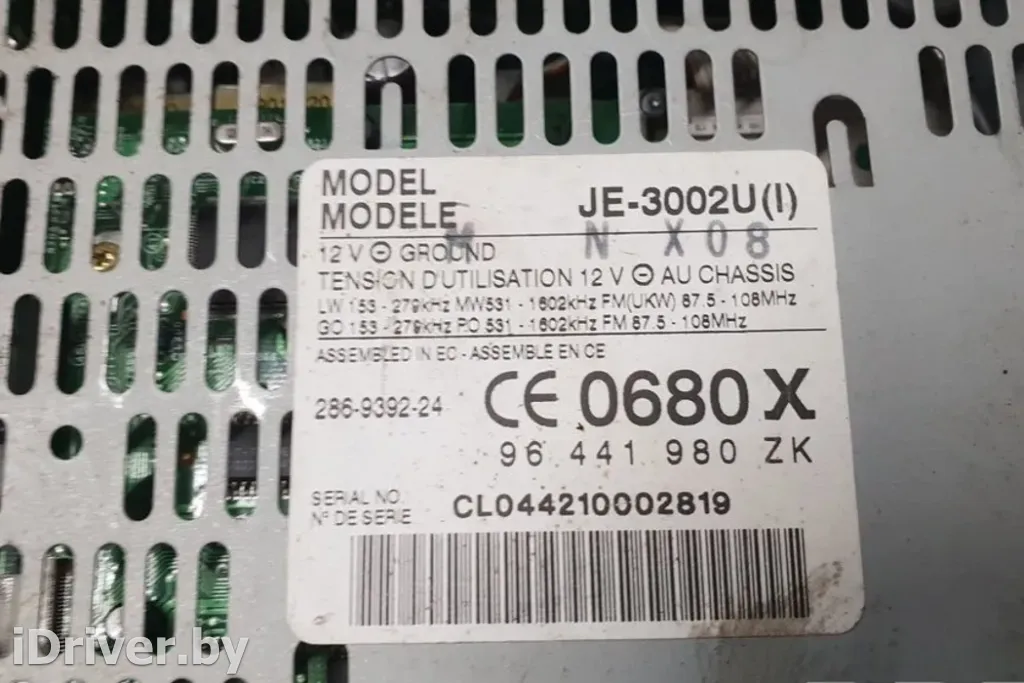 MODEL
MODELE JE-3002U(I)
M N X08
12 V ⊖ GROUND
TENSION D'UTILISATION 12 V ⊖ AU CHASSIS
LW 153 - 279kHz MW531 - 1602kHz FM(UKW) 87.5 - 108MHz
GO 153 - 279kHz PO 531 - 1602kHz FM 87.5 - 108MHz
ASSEMBLED IN EC - ASSEMBLE EN CE
286-9392-24 CE 0680 X
96 441 980 ZK
SERIAL NO.
N° DE SERIE CL044210002819
iDriver.by